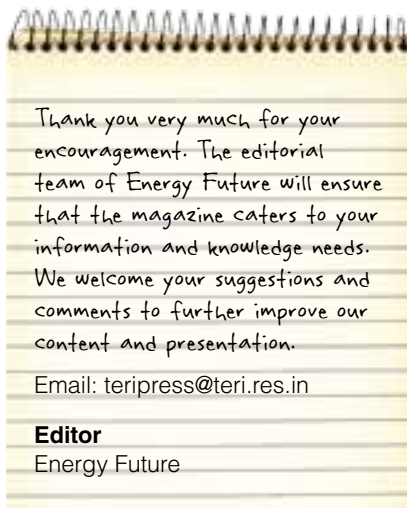 Thank you very much for your
encouragement. The editorial
team of Energy Future will ensure
that the magazine caters to your
information and knowledge needs.
We welcome your suggestions and
comments to further improve our
content and presentation.
Email: teripress@teri.res.in
Editor
Energy Future